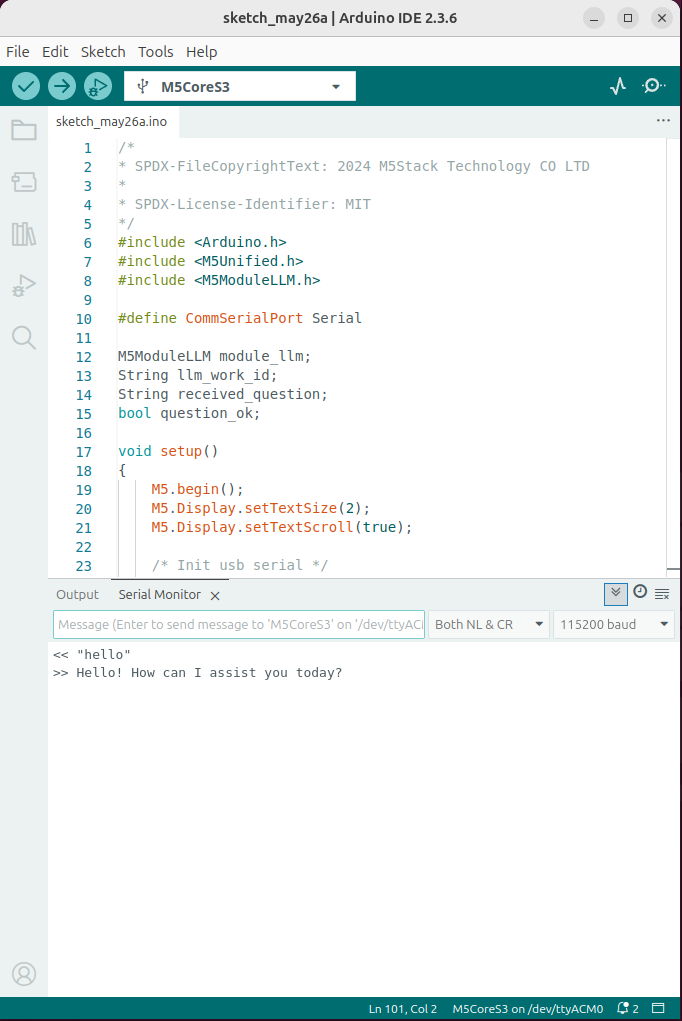 sketch_may26a | Arduino IDE 2.3.6
File Edit Sketch Tools Help
M5CoreS3
sketch_may26a.ino
1 /*
2 * SPDX-FileCopyrightText: 2024 M5Stack Technology CO LTD
3 *
4 * SPDX-License-Identifier: MIT
5 */
6 #include <Arduino.h>
7 #include <M5Unified.h>
8 #include <M5ModuleLLM.h>
9
10 #define CommSerialPort Serial
11
12 M5ModuleLLM module_llm;
13 String llm_work_id;
14 String received_question;
15 bool question_ok;
16
17 void setup()
18 {
19 M5.begin();
20 M5.Display.setTextSize(2);
21 M5.Display.setTextScroll(true);
22
23 /* Init usb serial */
Output Serial Monitor
Message (Enter to send message to 'M5CoreS3' on '/dev/ttyACM Both NL & CR 115200 baud
<< "hello"
>> Hello! How can I assist you today?
Ln 101, Col 2 M5CoreS3 on /dev/ttyACM0 2